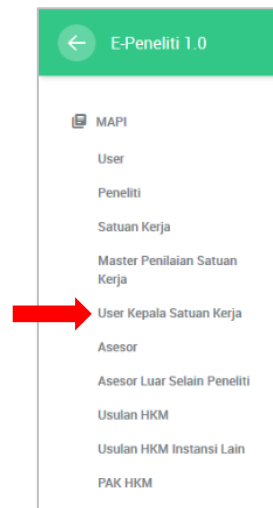 E-Peneliti 1.0
MAPI
User
Peneliti
Satuan Kerja
Master Penilaian Satuan
Kerja
User Kepala Satuan Kerja
Asesor
Asesor Luar Selain Peneliti
Usulan HKM
Usulan HKM Instansi Lain
PAK HKM